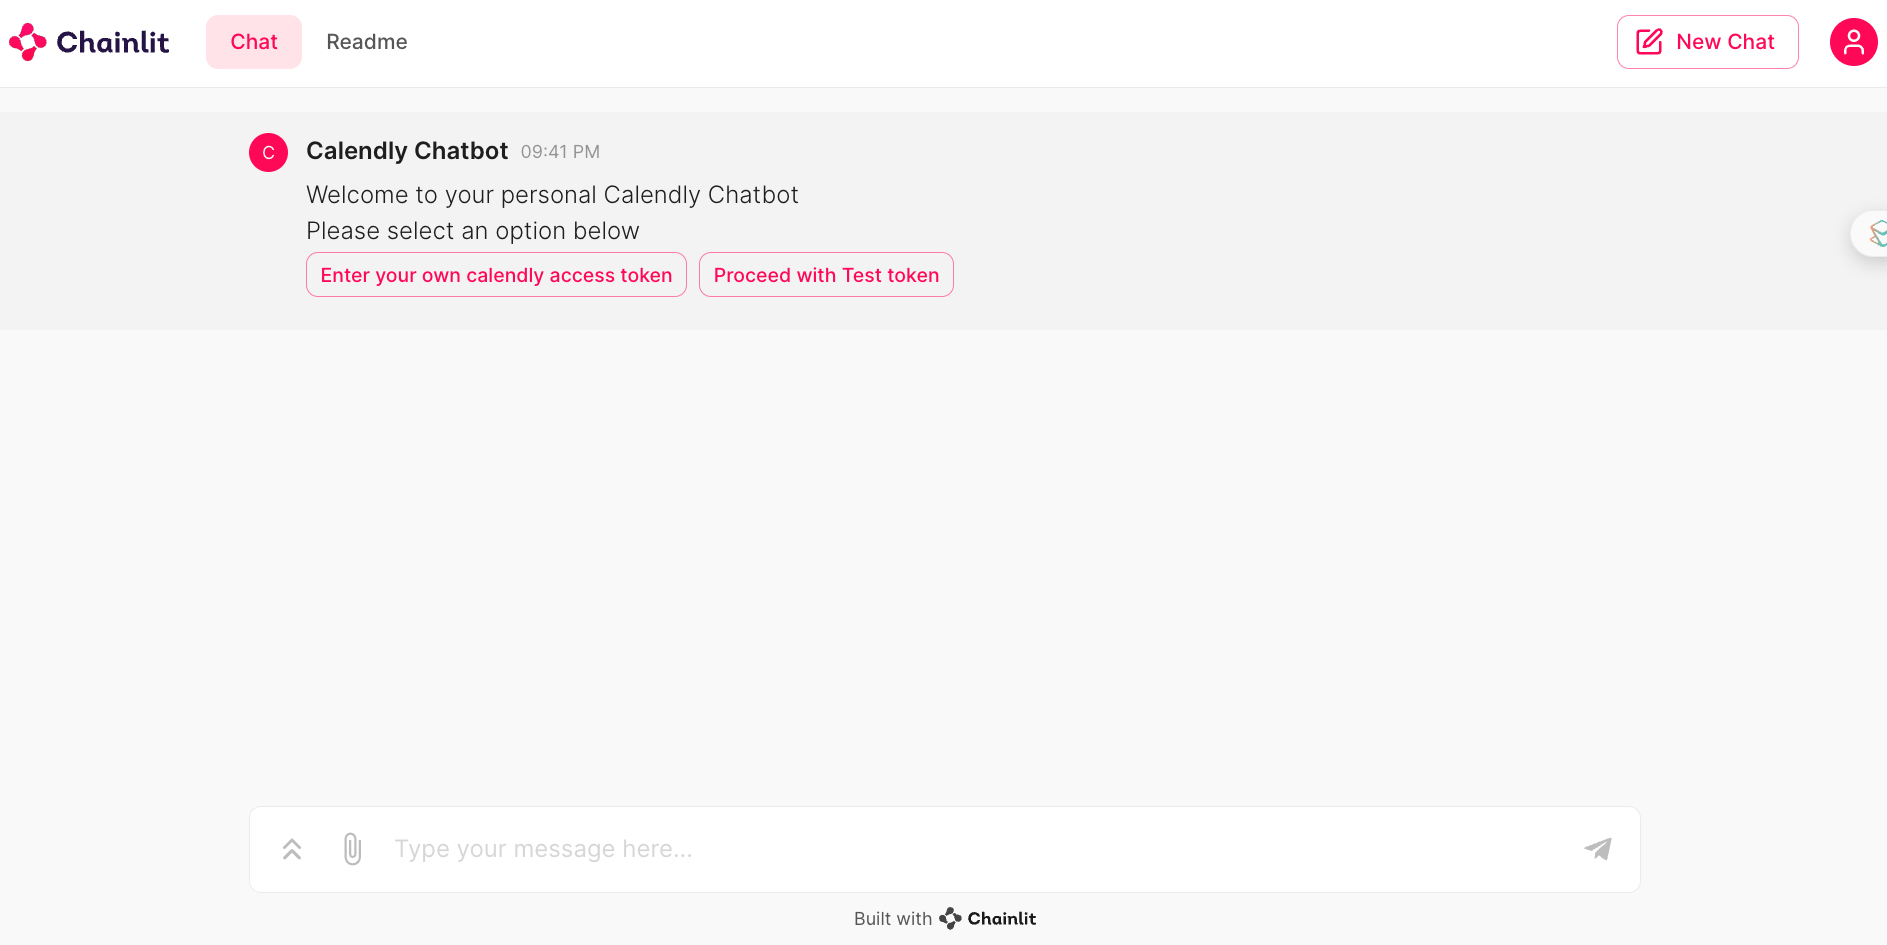 Chainlit Chat Readme New Chat
C Calendly Chatbot 09:41 PM
Welcome to your personal Calendly Chatbot
Please select an option below
Enter your own calendly access token Proceed with Test token
Type your message here...
Built with Chainlit